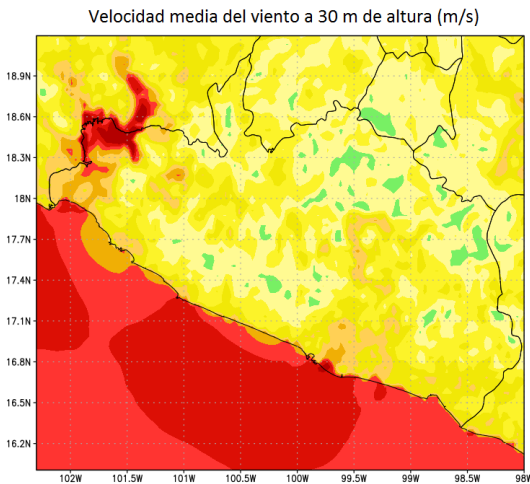 Velocidad media del viento a 30 m de altura (m/s)
18.9N
18.6N
18.3N
18N
17.7N
17.4N
17.1N
16.8N
16.5N
16.2N
102W 101.5W 101W 100.5W 100W 99.5W 99W 98.5W 98W